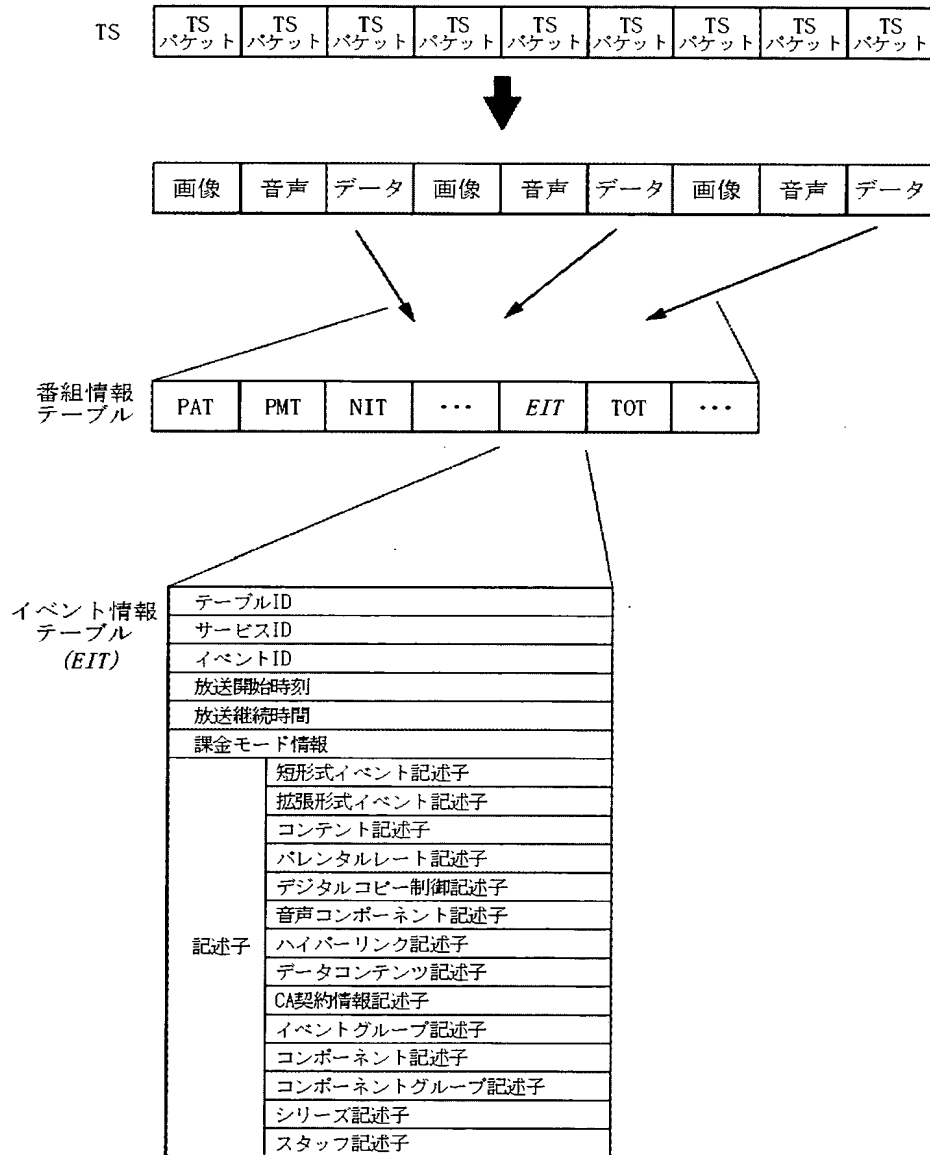 TS
TS TS TS TS TS TS TS TS TS
パケット パケット パケット パケット パケット パケット パケット パケット パケット
画像 音声 データ 画像 音声 データ 画像 音声 データ
番組情報
テーブル
PAT PMT NIT ・・・ EIT TOT ・・・
イベント情報
テーブル
(EIT)
テーブルID
サービスID
イベントID
放送開始時刻
放送継続時間
課金モード情報
記述子
短形式イベント記述子
拡張形式イベント記述子
コンテント記述子
パレンタルレート記述子
デジタルコピー制御記述子
音声コンポーネント記述子
ハイパーリンク記述子
データコンテンツ記述子
CA契約情報記述子
イベントグループ記述子
コンポーネント記述子
コンポーネントグループ記述子
シリーズ記述子
スタッフ記述子